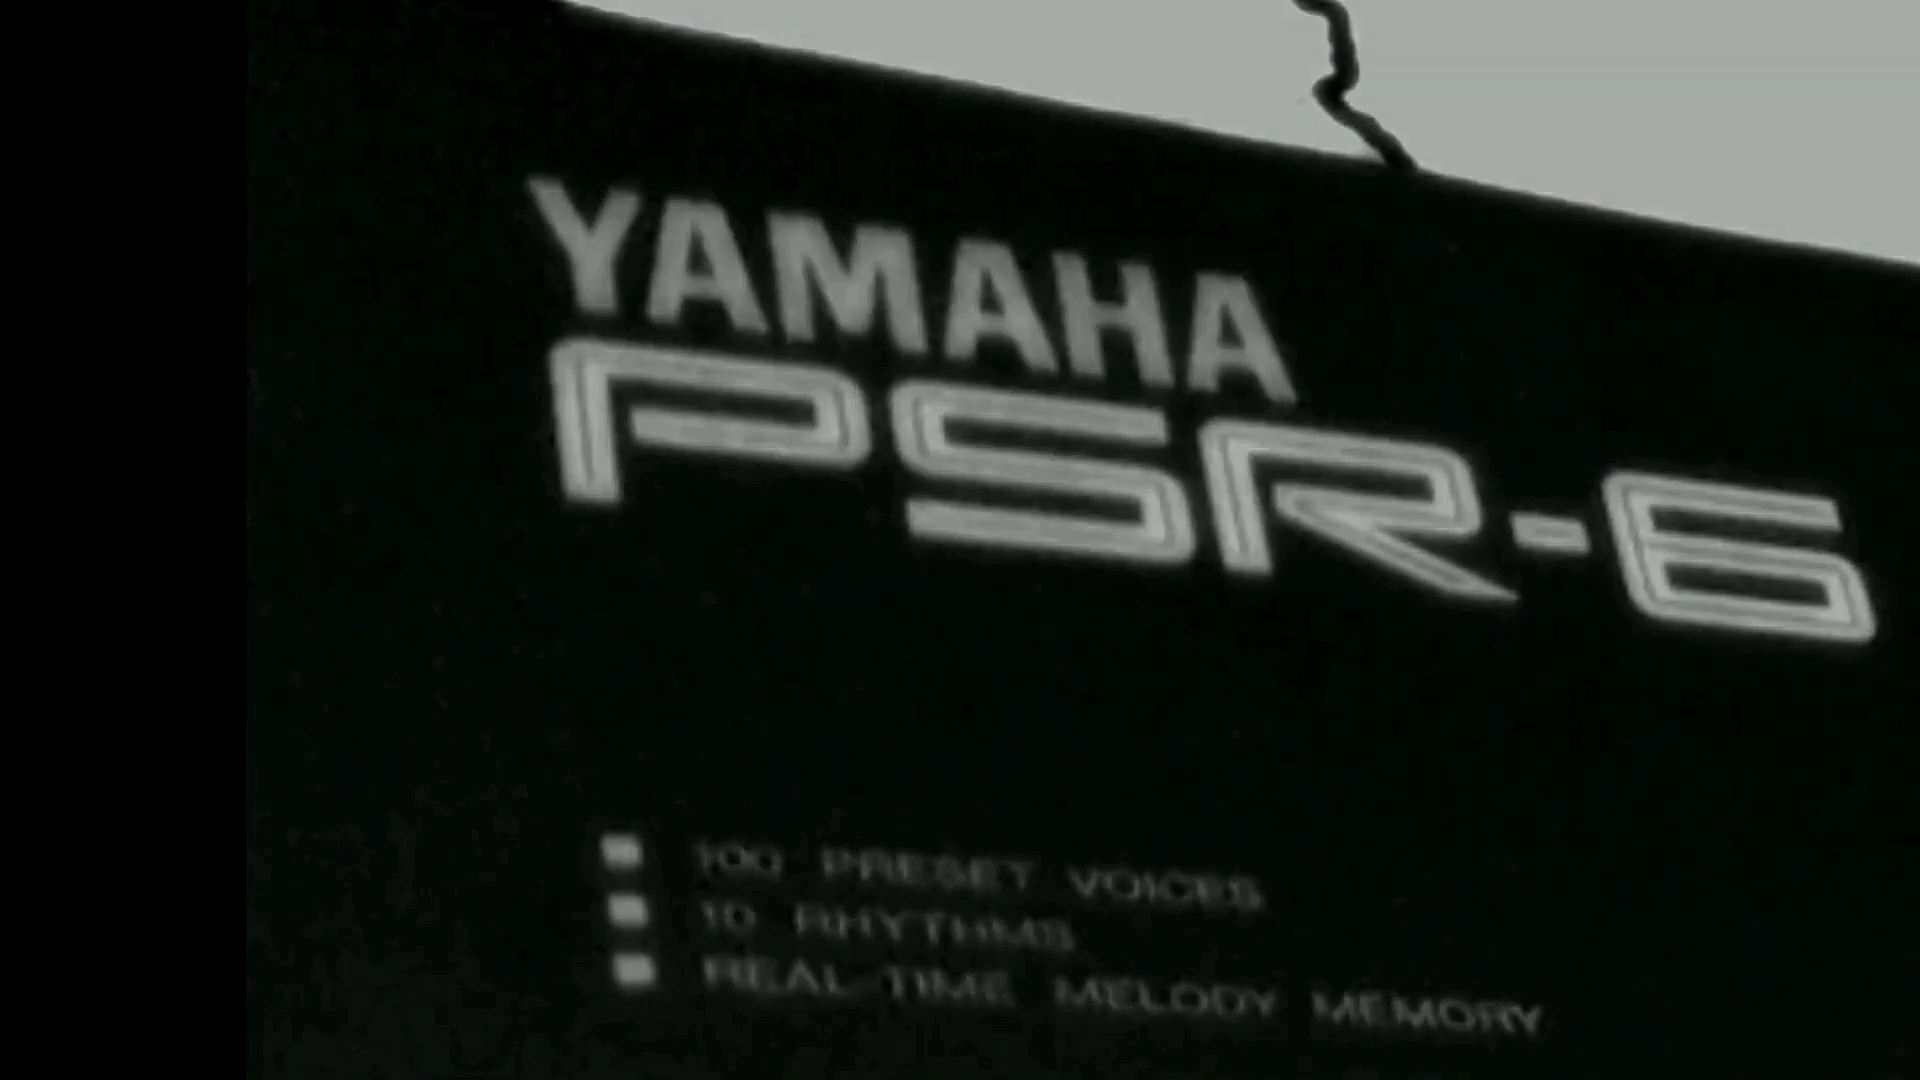 YAMAHA
PSR-6
100 PRESET VOICES
10 RHYTHMS
REAL TIME MELODY MEMORY